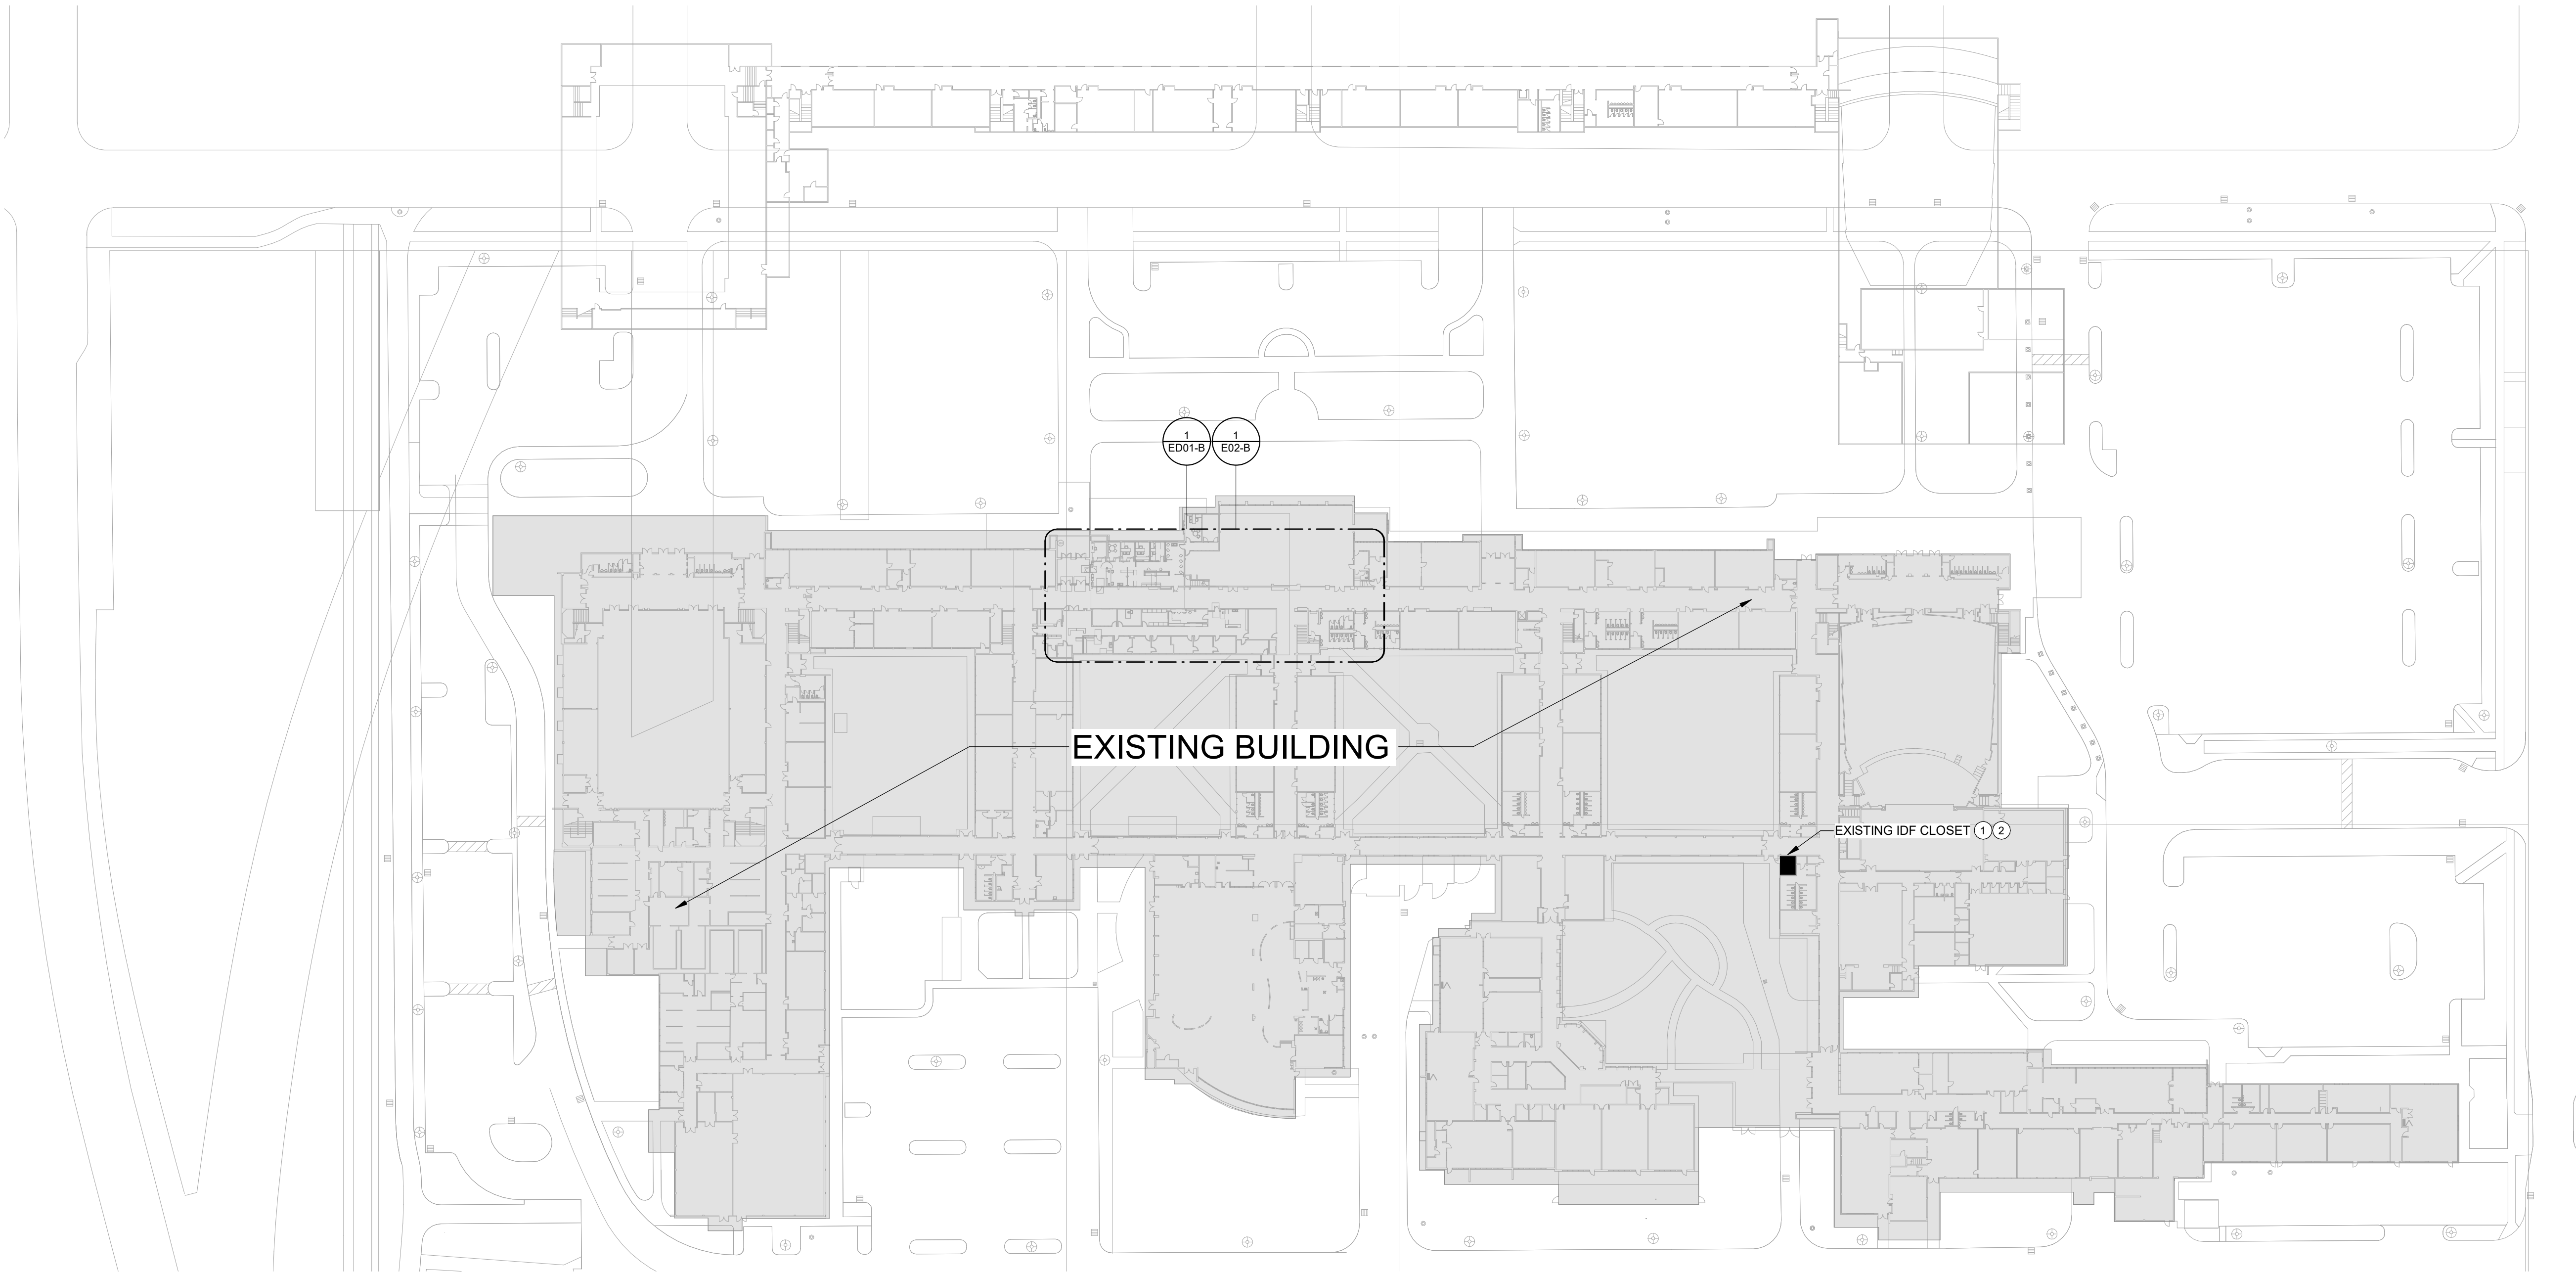 1
ED01-B
1
E02-B
EXISTING BUILDING
EXISTING IDF CLOSET 1 2